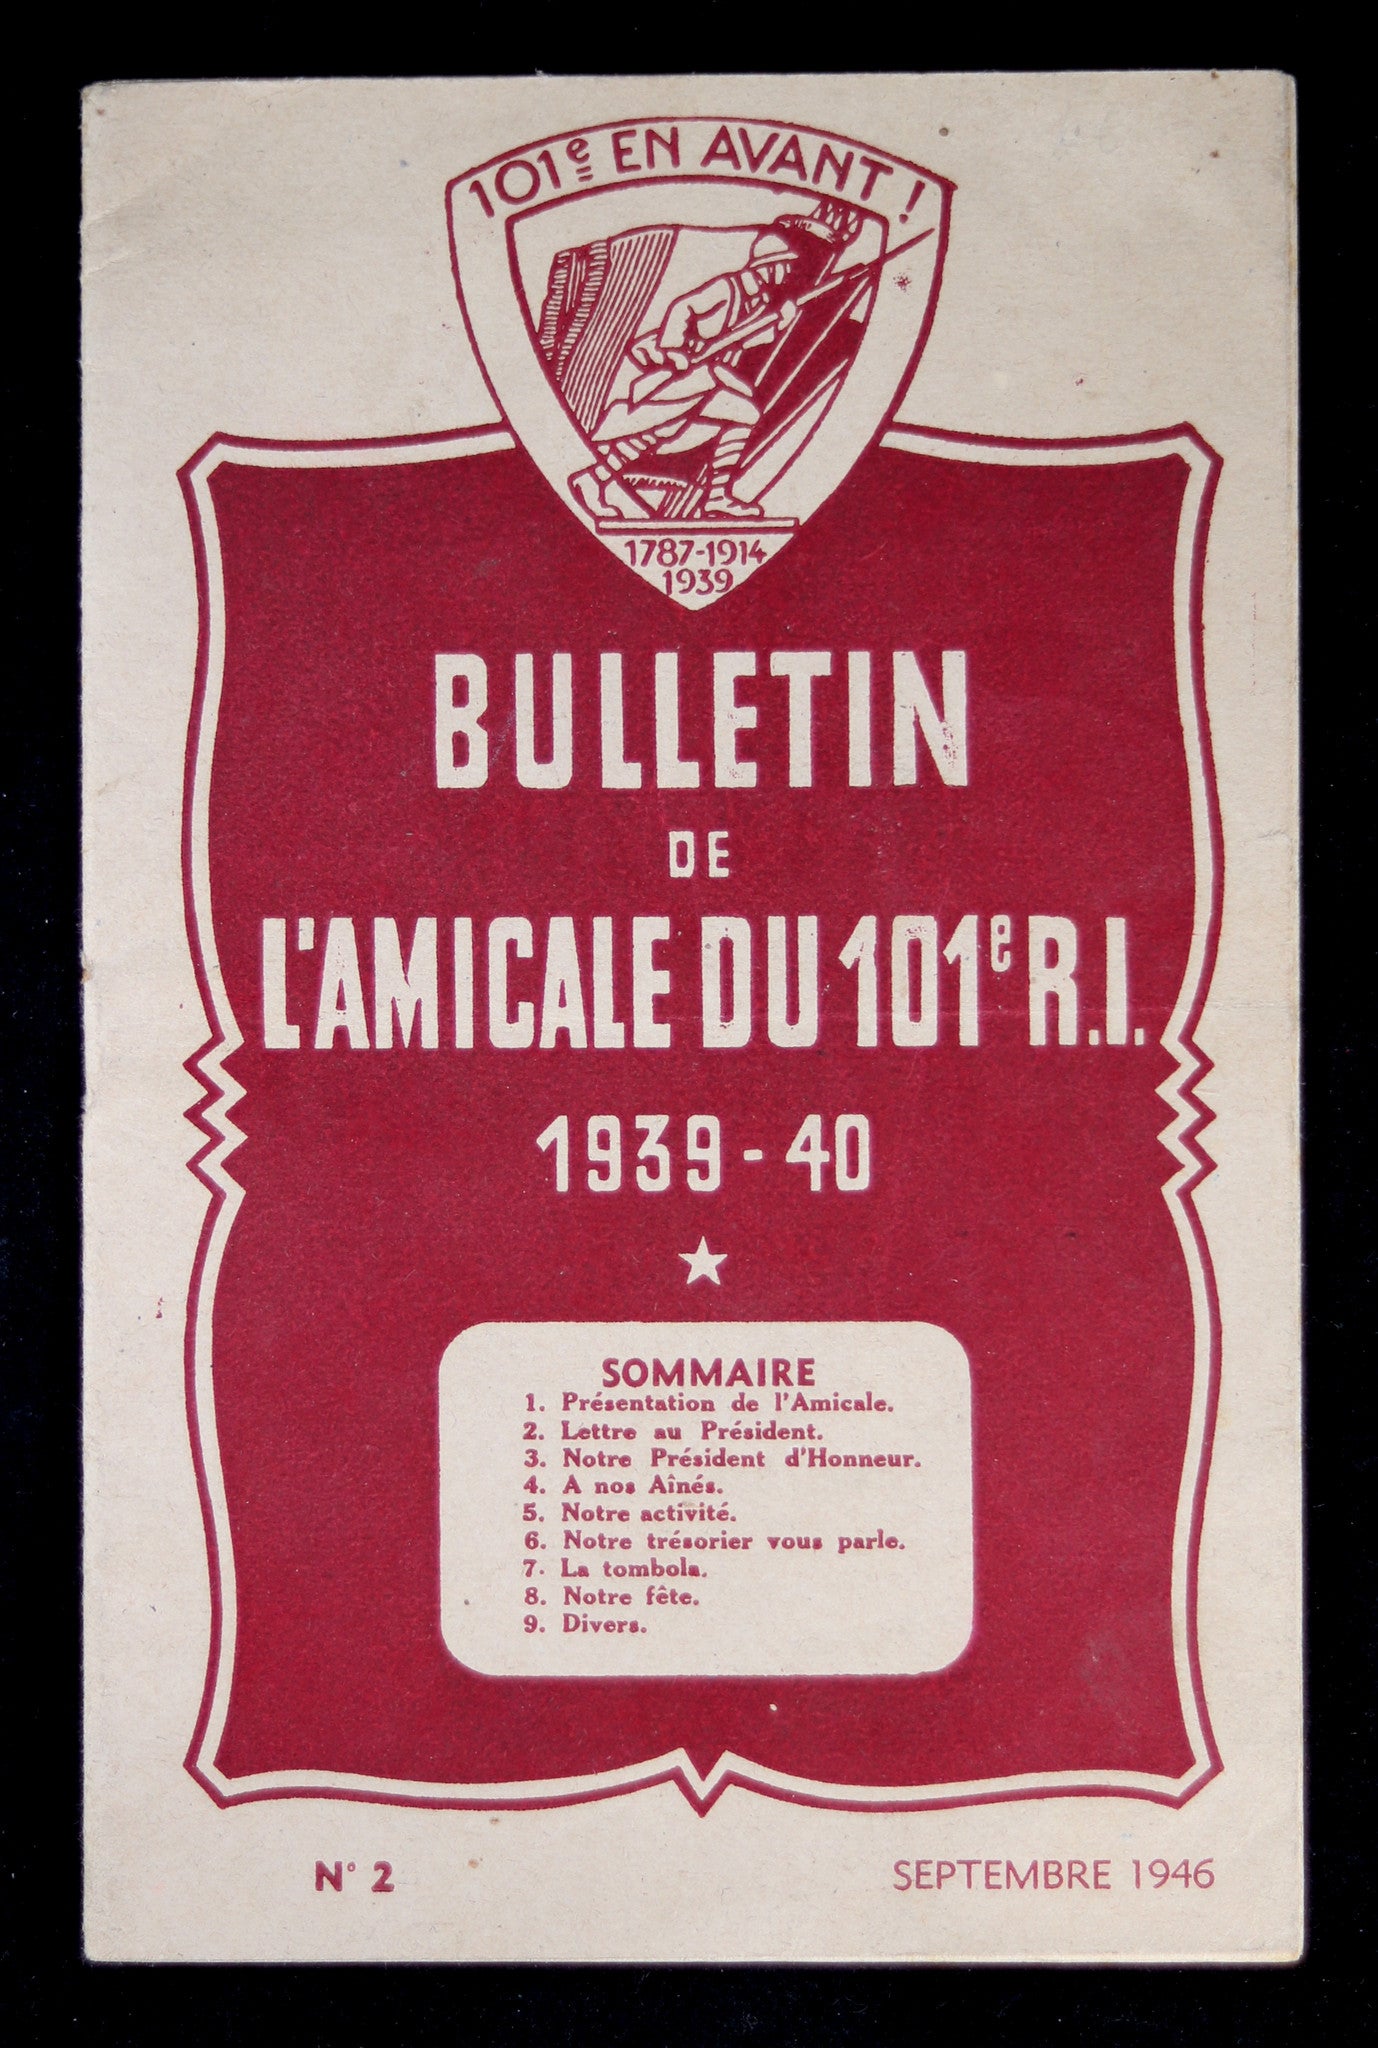 101e EN AVANT !
1787-1914
1939
BULLETIN
DE
L'AMICALE DU 101e R.I.
1939-40
SOMMAIRE
1. Présentation de l'Amicale.
2. Lettre au Président.
3. Notre Président d'Honneur.
4. A nos Aînés.
5. Notre activité.
6. Notre trésorier vous parle.
7. La tombola.
8. Notre fête.
9. Divers.
N° 2
SEPTEMBRE 1946